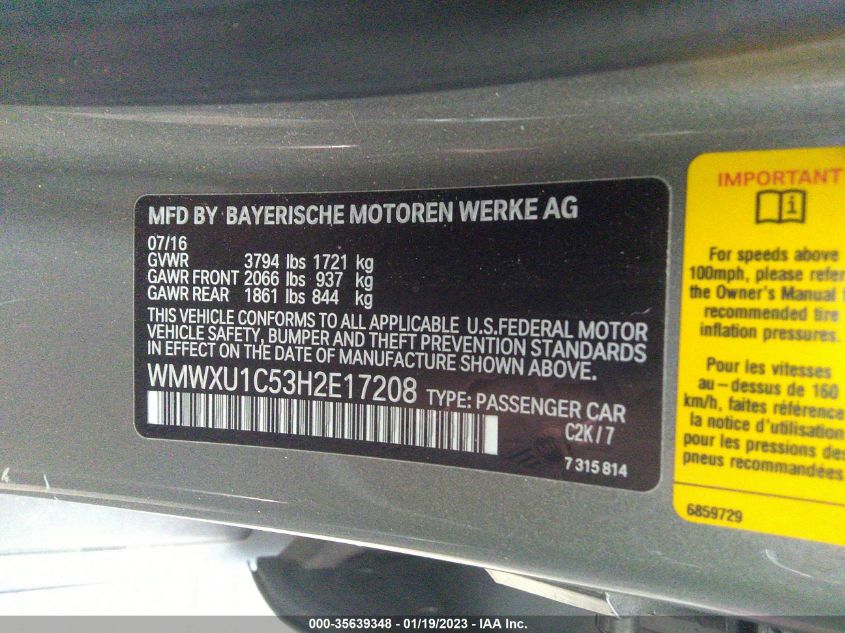 MFD BY BAYERISCHE MOTOREN WERKE AG
07/16
GVWR 3794 lbs 1721 kg
GAWR FRONT 2066 lbs 937 kg
GAWR REAR 1861 lbs 844 kg
THIS VEHICLE CONFORMS TO ALL APPLICABLE U.S.FEDERAL MOTOR
VEHICLE SAFETY, BUMPER AND THEFT PREVENTION STANDARDS
IN EFFECT ON THE DATE OF MANUFACTURE SHOWN ABOVE.
WMWXU1C53H2E17208 TYPE: PASSENGER CAR
C2K/7
7 315 814
IMPORTANT
For speeds above
100mph, please refer
the Owner's Manual
recommended tire
inflation pressures.
Pour les vitesses
au-dessus de 160
km/h, faites référence
la notice d'utilisation
pour les pressions des
pneus recommandées
6859729
000-35639348 - 01/19/2023 - © IAA Inc.